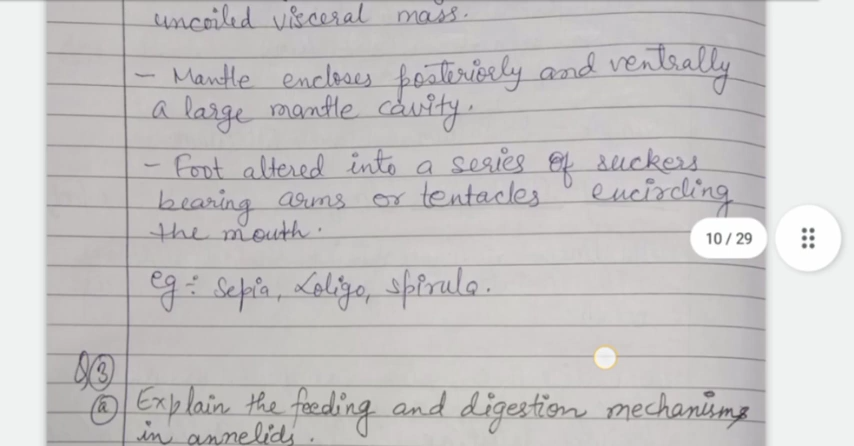 uncoiled visceral mass.
- Mantle encloses posteriorly and ventrally
a large mantle cavity.
- Foot altered into a series of suckers
bearing arms or tentacles encircling
the mouth.
10 / 29
eg ÷ Sepia, Loligo, spirula.
Q③
ⓐ Explain the feeding and digestion mechanisms
in annelids.